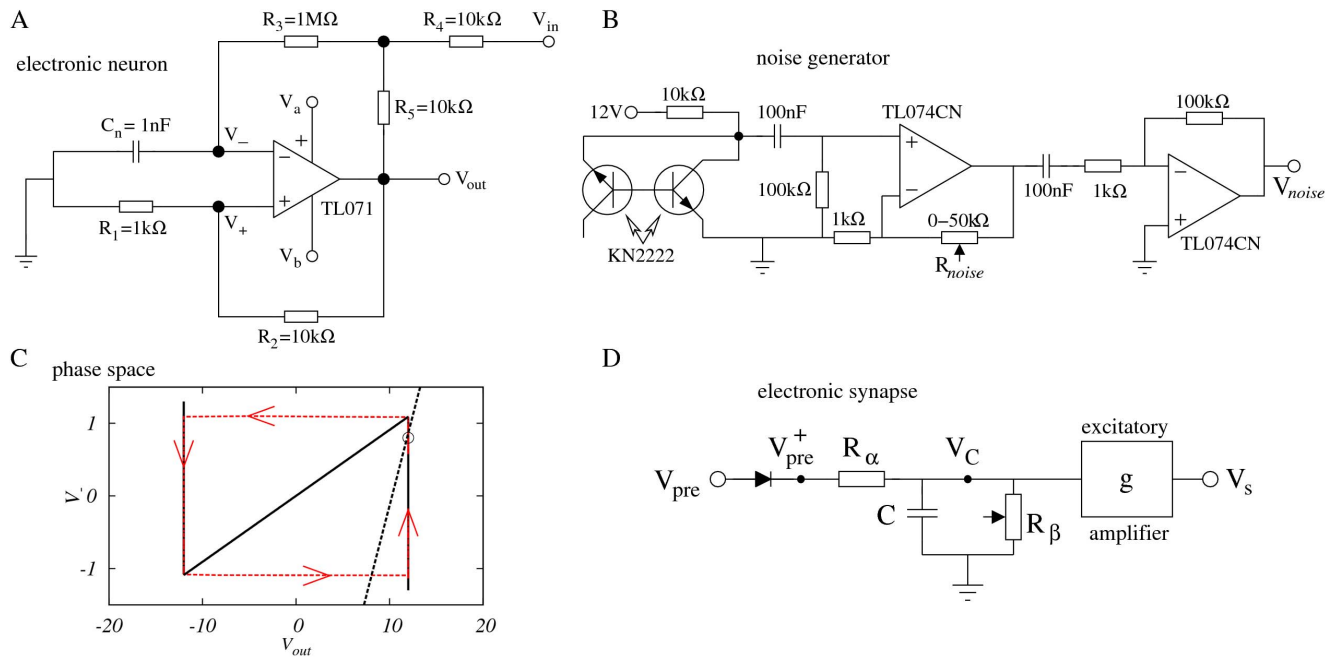 A
electronic neuron
R3=1MΩ
R4=10kΩ
Vin
Va
R5=10kΩ
Cn= 1nF
V−
−
+
+
Vout
TL071
R1=1kΩ
V+
Vb
R2=10kΩ
B
noise generator
12V
10kΩ
100nF
TL074CN
100kΩ
+
−
100kΩ
1kΩ
0−50kΩ
Rnoise
KN2222
100nF
1kΩ
−
+
TL074CN
Vnoise
C
phase space
V-
1
0
-1
-20
-10
0
10
20
Vout
D
electronic synapse
Vpre
V+pre
Rα
VC
C
Rβ
excitatory
g
amplifier
Vs